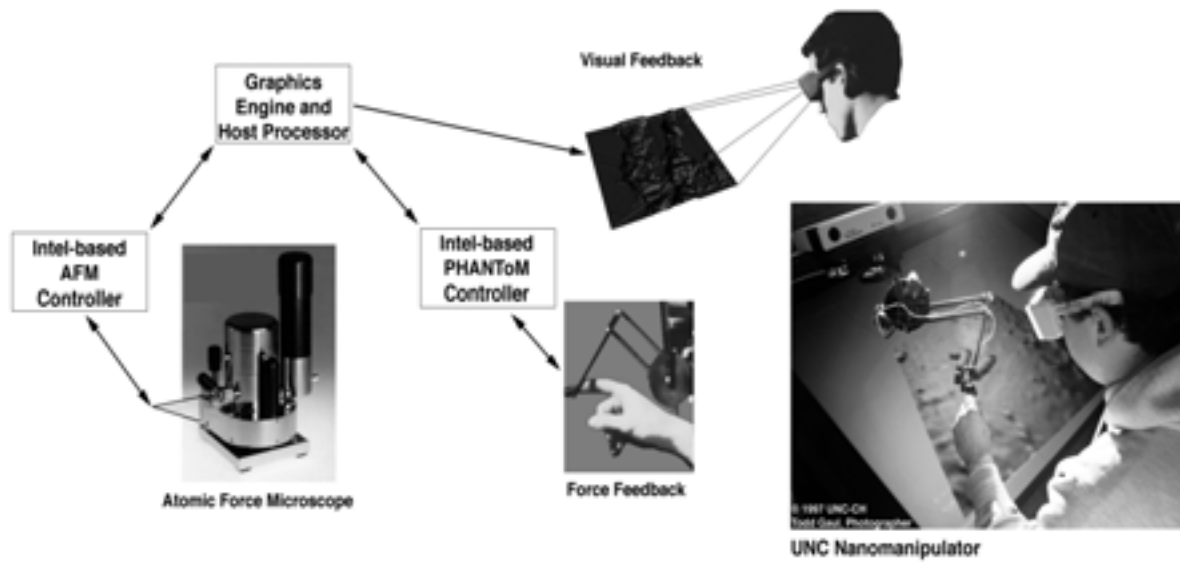 Visual Feedback
Graphics
Engine and
Host Processor
Intel-based
AFM
Controller
Intel-based
PHANToM
Controller
Atomic Force Microscope
Force Feedback
© 1997 UNC-CH
Todd Gaul, Photographer
UNC Nanomanipulator